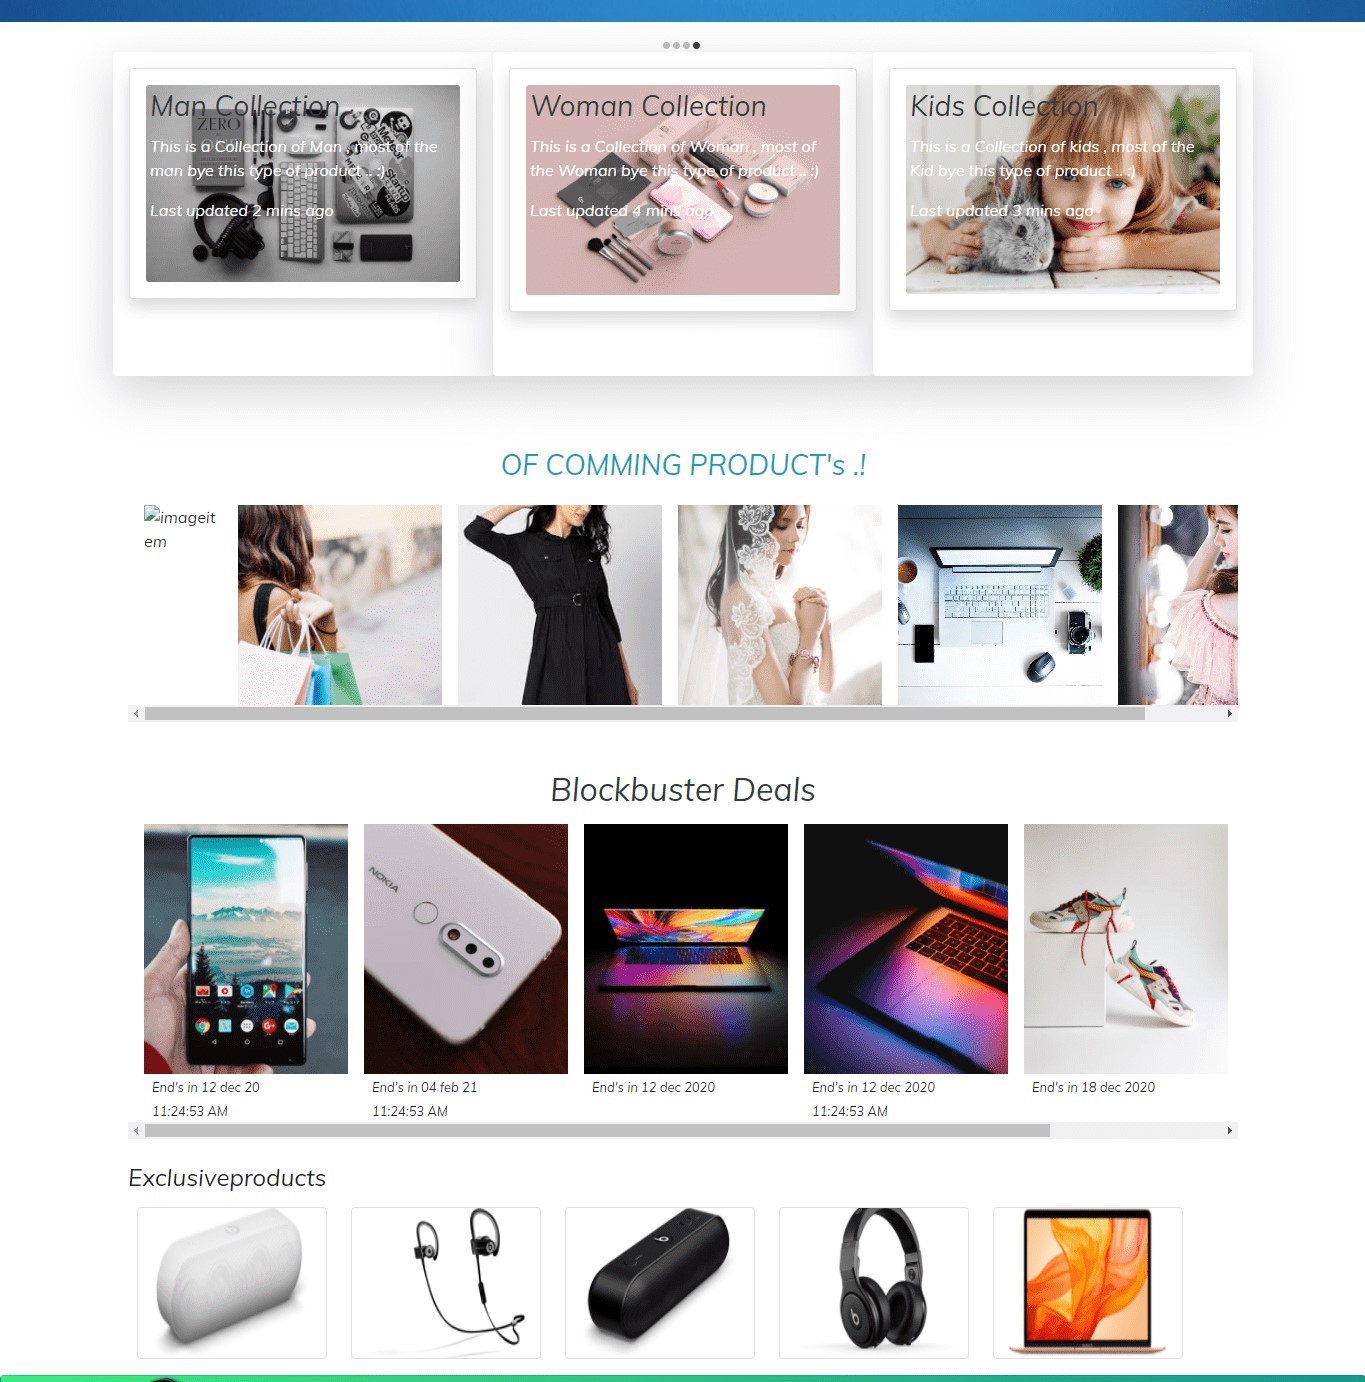 Man Collection
This is a Collection of Man , most of the
man bye this type of product .. :)
Last updated 2 mins ago
ZERO
Woman Collection
This is a Collection of Woman , most of
the Woman bye this type of product .. :)
Last updated 4 mins ago
Kids Collection
This is a Collection of kids , most of the
Kid bye this type of product .. :)
Last updated 3 mins ago
OF COMMING PRODUCT's .!
imageit
em
Blockbuster Deals
NOKIA
End's in 12 dec 20
11:24:53 AM
End's in 04 feb 21
11:24:53 AM
End's in 12 dec 2020
End's in 12 dec 2020
11:24:53 AM
End's in 18 dec 2020
Exclusiveproducts